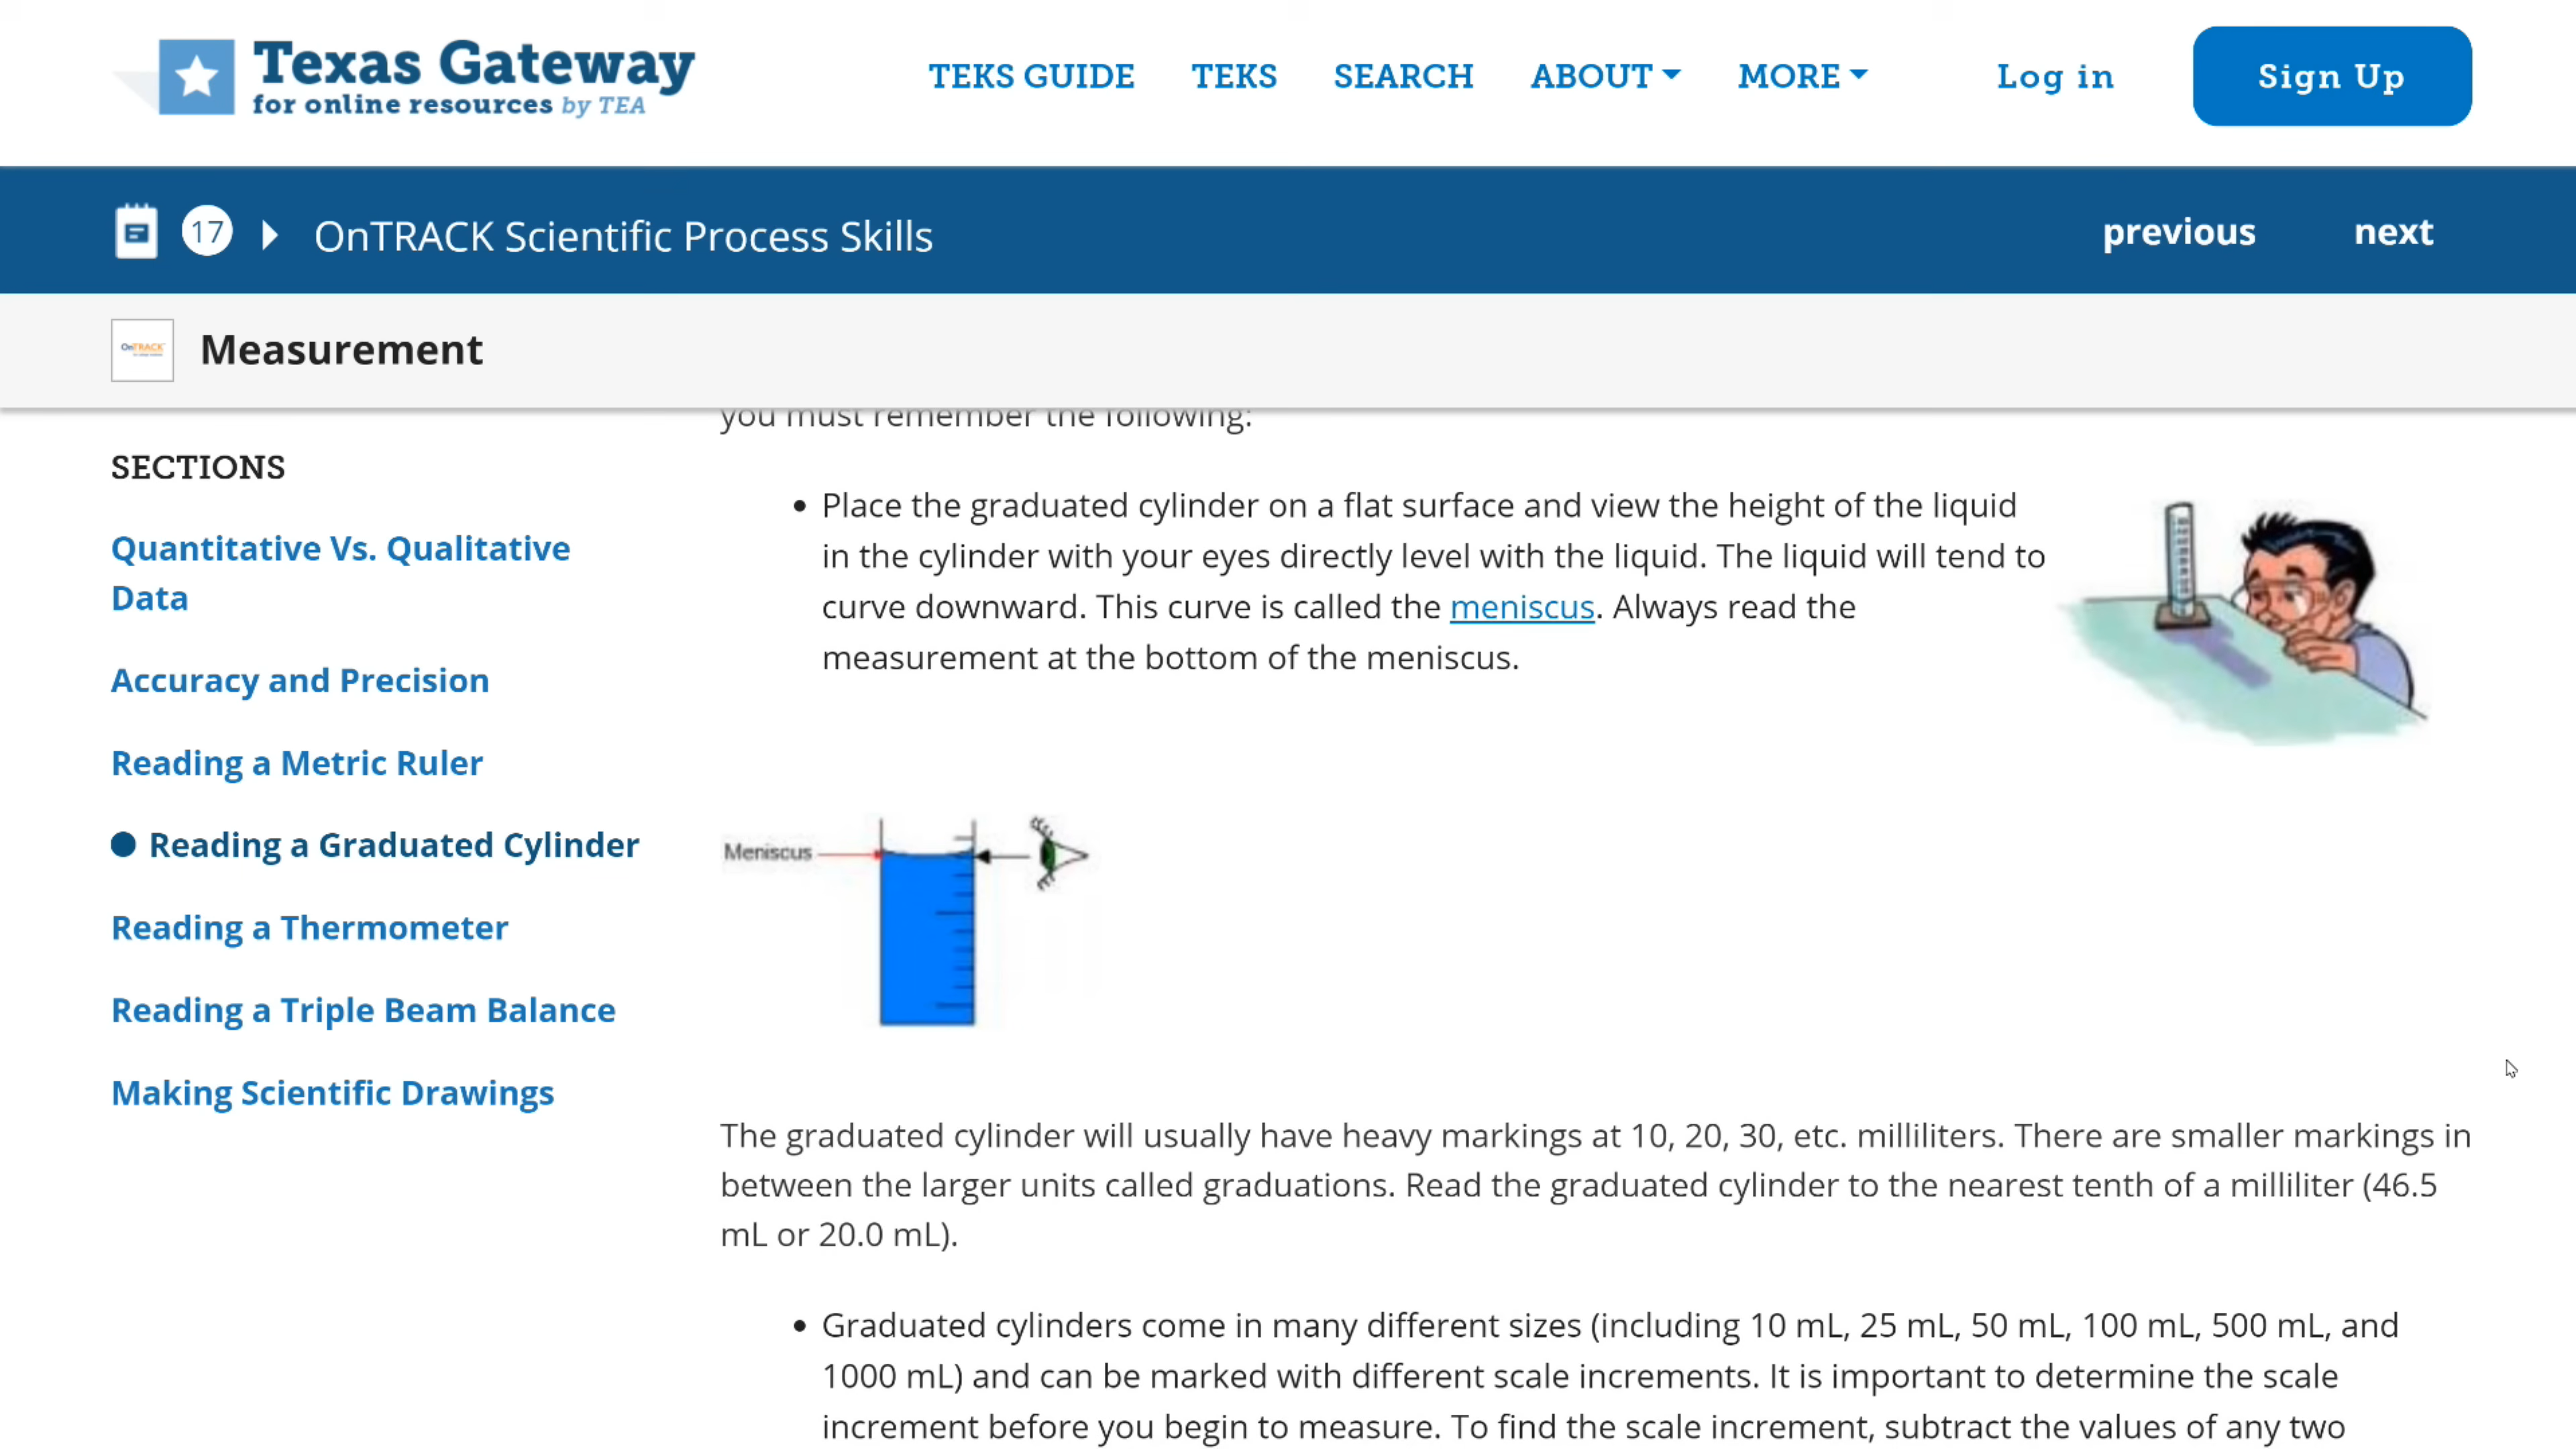 Texas Gateway
for online resources by TEA
TEKS GUIDE TEKS SEARCH ABOUT MORE Log in Sign Up
17 OnTRACK Scientific Process Skills previous next
OnTRACK
Measurement
you must remember the following:
SECTIONS
Quantitative Vs. Qualitative
Data
Accuracy and Precision
Reading a Metric Ruler
Reading a Graduated Cylinder
Reading a Thermometer
Reading a Triple Beam Balance
Making Scientific Drawings
• Place the graduated cylinder on a flat surface and view the height of the liquid
in the cylinder with your eyes directly level with the liquid. The liquid will tend to
curve downward. This curve is called the meniscus. Always read the
measurement at the bottom of the meniscus.
Meniscus
The graduated cylinder will usually have heavy markings at 10, 20, 30, etc. milliliters. There are smaller markings in
between the larger units called graduations. Read the graduated cylinder to the nearest tenth of a milliliter (46.5
mL or 20.0 mL).
• Graduated cylinders come in many different sizes (including 10 mL, 25 mL, 50 mL, 100 mL, 500 mL, and
1000 mL) and can be marked with different scale increments. It is important to determine the scale
increment before you begin to measure. To find the scale increment, subtract the values of any two